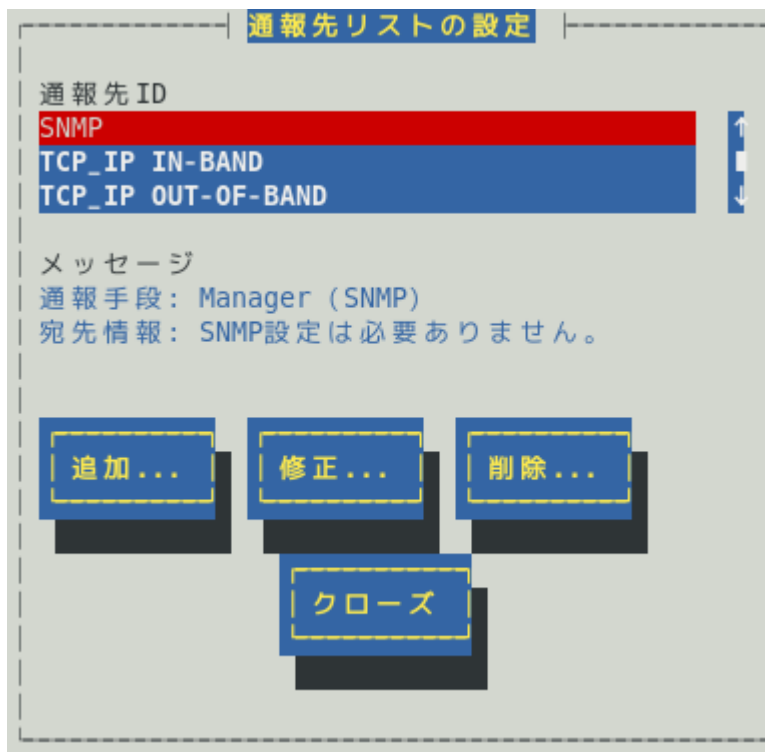 通報先リストの設定
通報先ID
SNMP
TCP_IP IN-BAND
TCP_IP OUT-OF-BAND
メッセージ
通報手段: Manager (SNMP)
宛先情報: SNMP設定は必要ありません。
追加... 修正... 削除...
クローズ